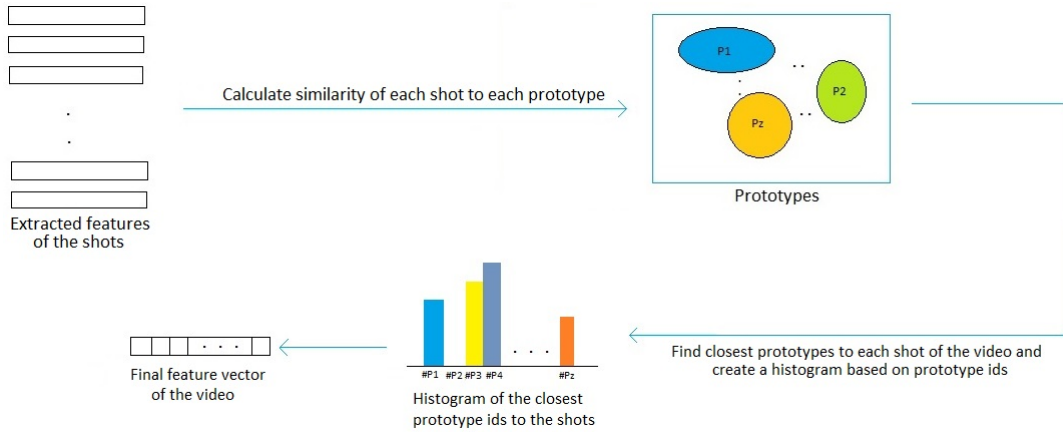 Extracted features
of the shots
Calculate similarity of each shot to each prototype
P1
P2
Pz
Prototypes
Find closest prototypes to each shot of the video and
create a histogram based on prototype ids
#P1 #P2 #P3 #P4 . . . #Pz
Histogram of the closest
prototype ids to the shots
Final feature vector
of the video